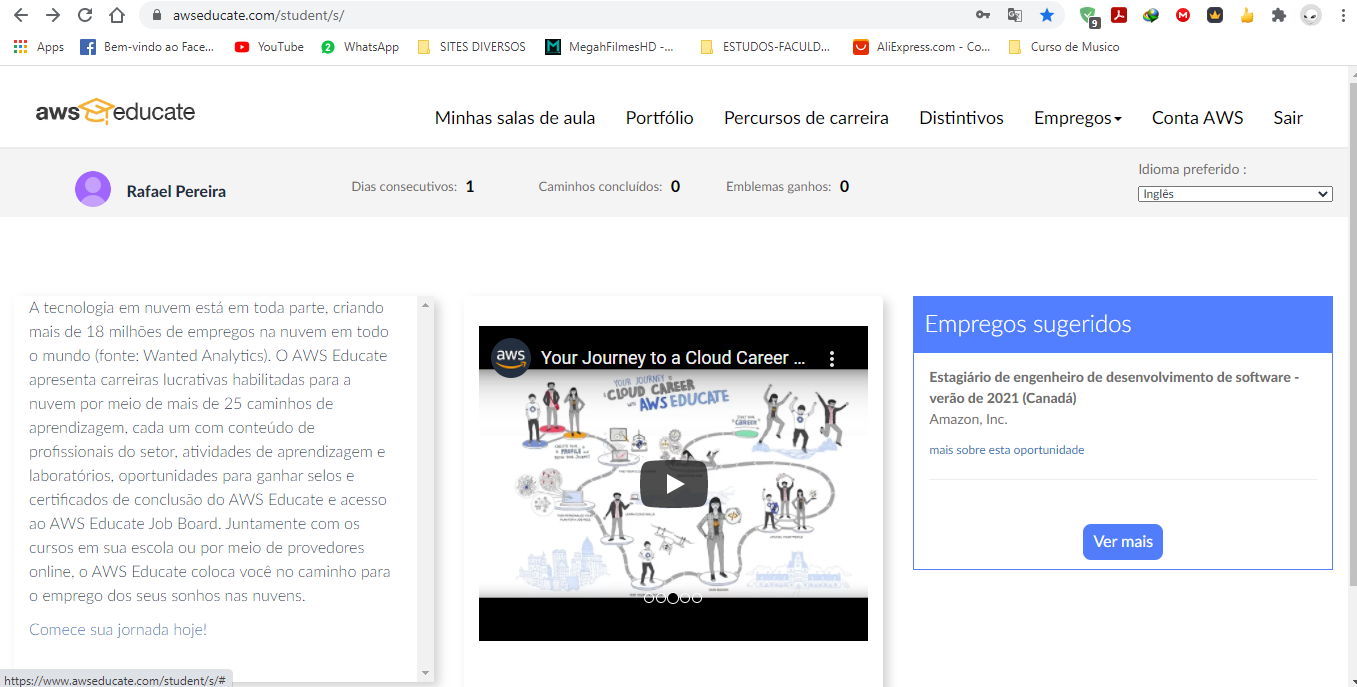 awseducate.com/student/s/
9
Apps
Bem-vindo ao Face...
YouTube
2
WhatsApp
SITES DIVERSOS
M
MegahFilmesHD -...
ESTUDOS-FACULD...
AliExpress.com - Co...
Curso de Musico
aws educate
Minhas salas de aula
Portfólio
Percursos de carreira
Distintivos
Empregos
Conta AWS
Sair
Rafael Pereira
Dias consecutivos: 1
Caminhos concluídos: 0
Emblemas ganhos: 0
Idioma preferido :
Inglês
A tecnologia em nuvem está em toda parte, criando
mais de 18 milhões de empregos na nuvem em todo
o mundo (fonte: Wanted Analytics). O AWS Educate
apresenta carreiras lucrativas habilitadas para a
nuvem por meio de mais de 25 caminhos de
aprendizagem, cada um com conteúdo de
profissionais do setor, atividades de aprendizagem e
laboratórios, oportunidades para ganhar selos e
certificados de conclusão do AWS Educate e acesso
ao AWS Educate Job Board. Juntamente com os
cursos em sua escola ou por meio de provedores
online, o AWS Educate coloca você no caminho para
o emprego dos seus sonhos nas nuvens.
Comece sua jornada hoje!
aws
Your Journey to a Cloud Career ...
YOUR JOURNEY
to a CLOUD CAREER
with AWS EDUCATE
Empregos sugeridos
Estagiário de engenheiro de desenvolvimento de software -
verão de 2021 (Canadá)
Amazon, Inc.
mais sobre esta oportunidade
Ver mais
https://www.awseducate.com/student/s/#